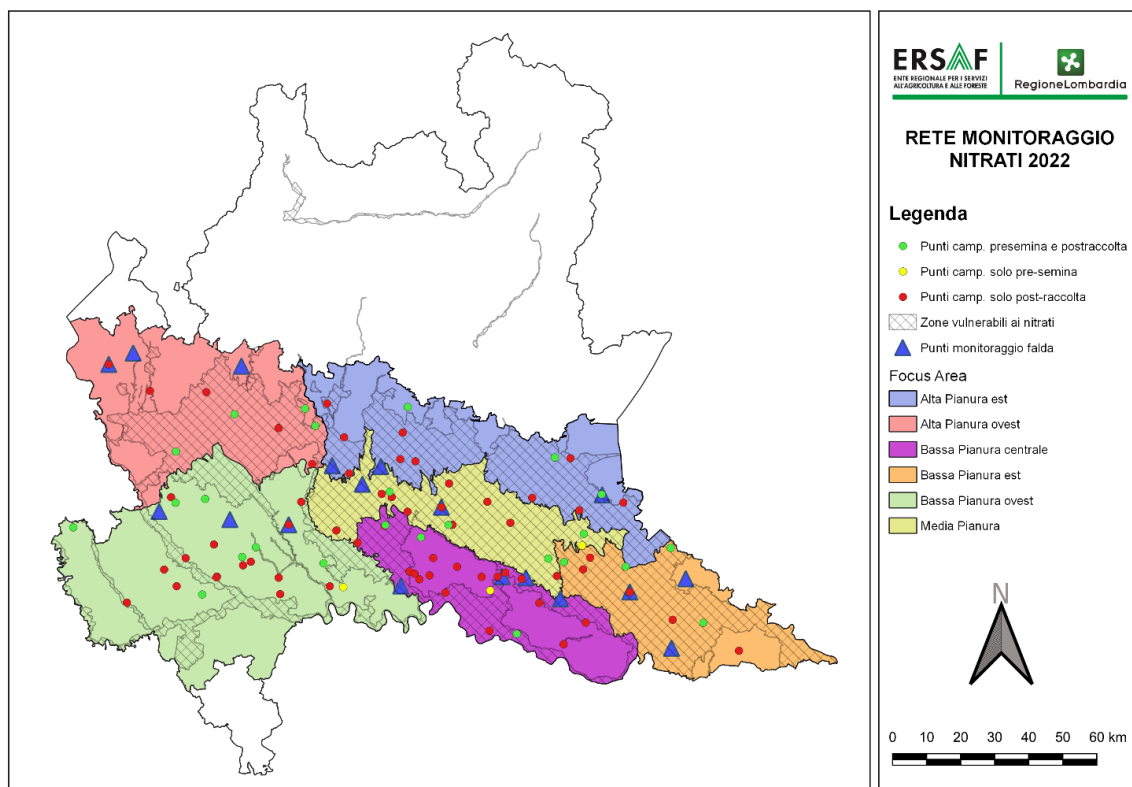 ERSAF
ENTE REGIONALE PER I SERVIZI
ALL'AGRICOLTURA E ALLE FORESTE
RegioneLombardia
RETE MONITORAGGIO
NITRATI 2022
Legenda
Punti camp. presemina e postraccolta
Punti camp. solo pre-semina
Punti camp. solo post-raccolta
Zone vulnerabili ai nitrati
Punti monitoraggio falda
Focus Area
Alta Pianura est
Alta Pianura ovest
Bassa Pianura centrale
Bassa Pianura est
Bassa Pianura ovest
Media Pianura
N
0 10 20 30 40 50 60 km